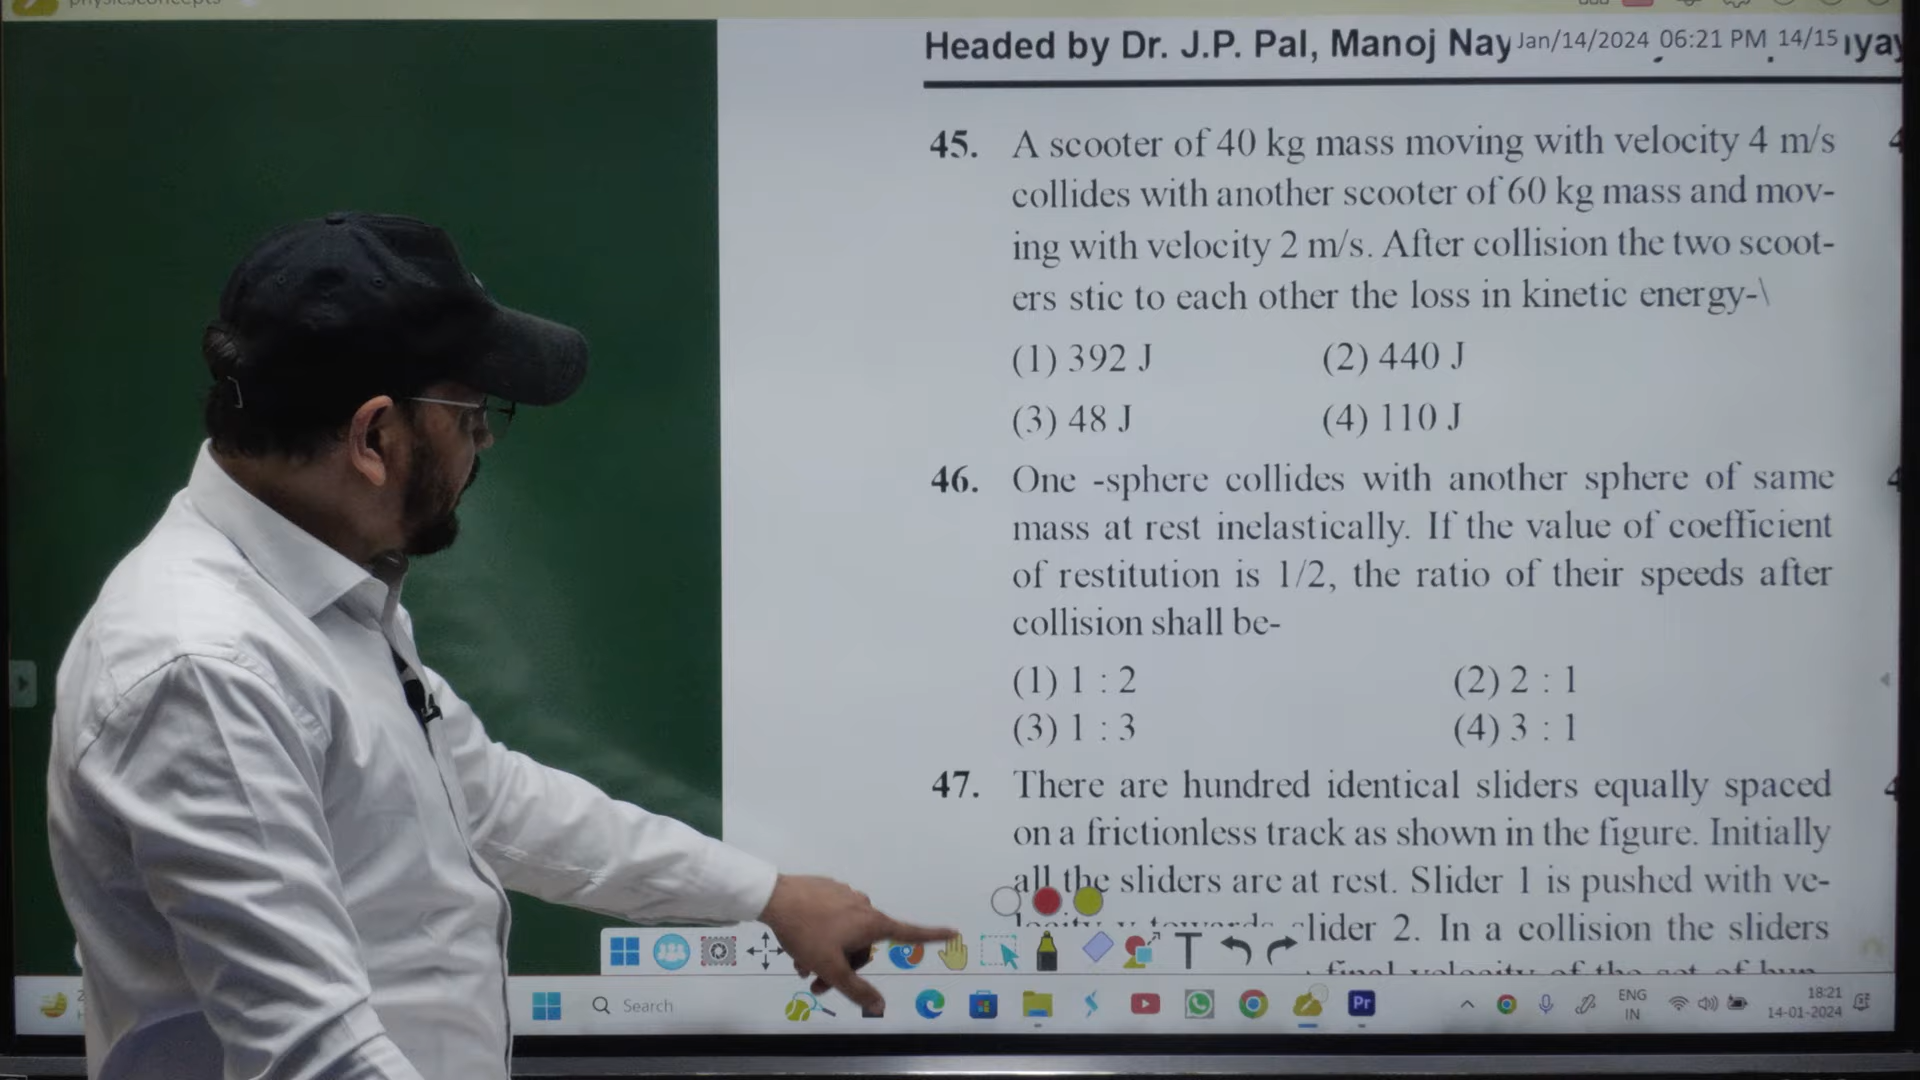 physicsconcepts
Headed by Dr. J.P. Pal, Manoj Nay
Jan/14/2024 06:21 PM 14/15
45. A scooter of 40 kg mass moving with velocity 4 m/s
collides with another scooter of 60 kg mass and mov-
ing with velocity 2 m/s. After collision the two scoot-
ers stic to each other the loss in kinetic energy-\
(1) 392 J (2) 440 J
(3) 48 J (4) 110 J
46. One -sphere collides with another sphere of same
mass at rest inelastically. If the value of coefficient
of restitution is 1/2, the ratio of their speeds after
collision shall be-
(1) 1 : 2 (2) 2 : 1
(3) 1 : 3 (4) 3 : 1
47. There are hundred identical sliders equally spaced
on a frictionless track as shown in the figure. Initially
all the sliders are at rest. Slider 1 is pushed with ve-
lider 2. In a collision the sliders
T
Search
Pr
ENG
IN
18:21
14-01-2024